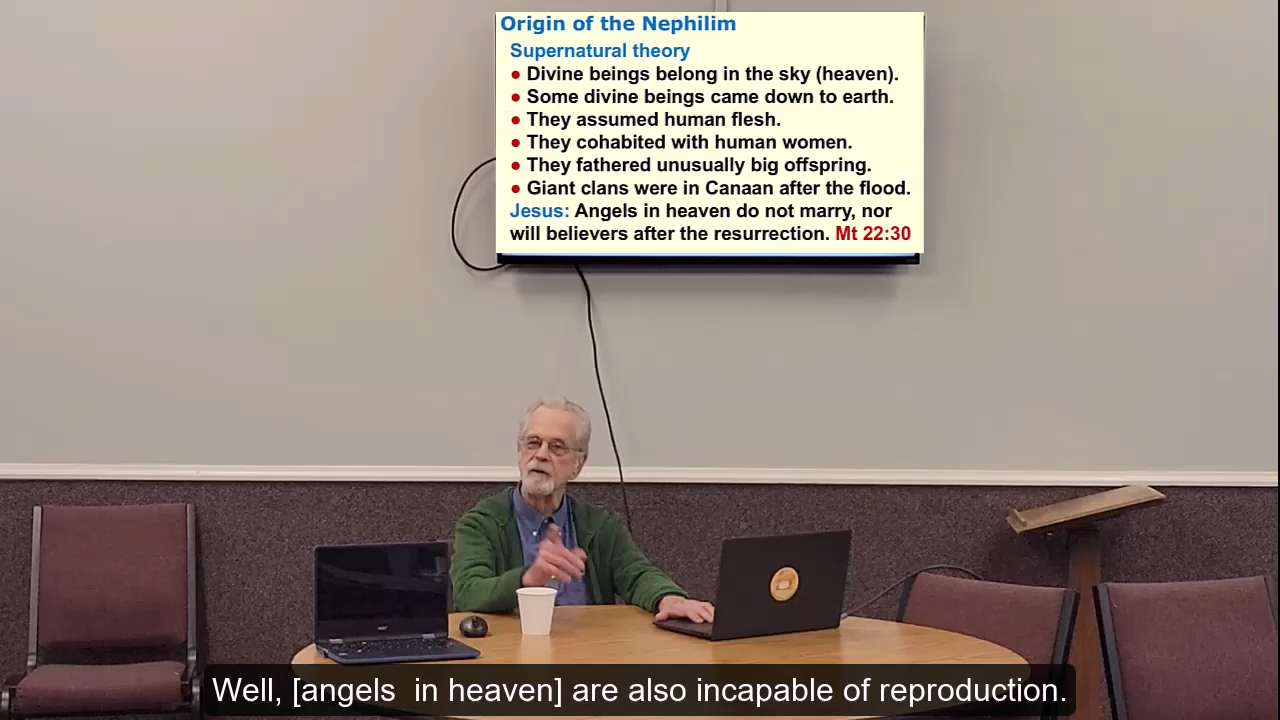 Origin of the Nephilim
Supernatural theory
● Divine beings belong in the sky (heaven).
● Some divine beings came down to earth.
● They assumed human flesh.
● They cohabited with human women.
● They fathered unusually big offspring.
● Giant clans were in Canaan after the flood.
Jesus: Angels in heaven do not marry, nor
will believers after the resurrection. Mt 22:30
Well, [angels  in heaven] are also incapable of reproduction.